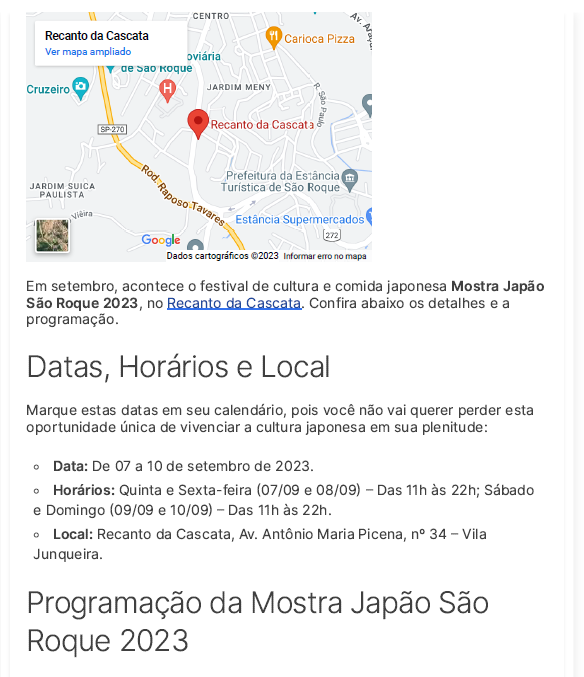 CENTRO
Av. Araçu
Recanto da Cascata
Ver mapa ampliado
Carioca Pizza
oviária
de São Roque
Cruzeiro
JARDIM MENY
R. São Paulo
Recanto da Cascata
SP-270
Prefeitura da Estância
Turística de São Roque
JARDIM SUICA
PAULISTA
Rod. Raposo Tavares
Viêira
Estância Supermercados
272
Google
Dados cartográficos ©2023 Informar erro no mapa
Em setembro, acontece o festival de cultura e comida japonesa Mostra Japão
São Roque 2023, no Recanto da Cascata. Confira abaixo os detalhes e a
programação.
Datas, Horários e Local
Marque estas datas em seu calendário, pois você não vai querer perder esta
oportunidade única de vivenciar a cultura japonesa em sua plenitude:
Data: De 07 a 10 de setembro de 2023.
Horários: Quinta e Sexta-feira (07/09 e 08/09) – Das 11h às 22h; Sábado
e Domingo (09/09 e 10/09) – Das 11h às 22h.
Local: Recanto da Cascata, Av. Antônio Maria Picena, nº 34 – Vila
Junqueira.
Programação da Mostra Japão São
Roque 2023